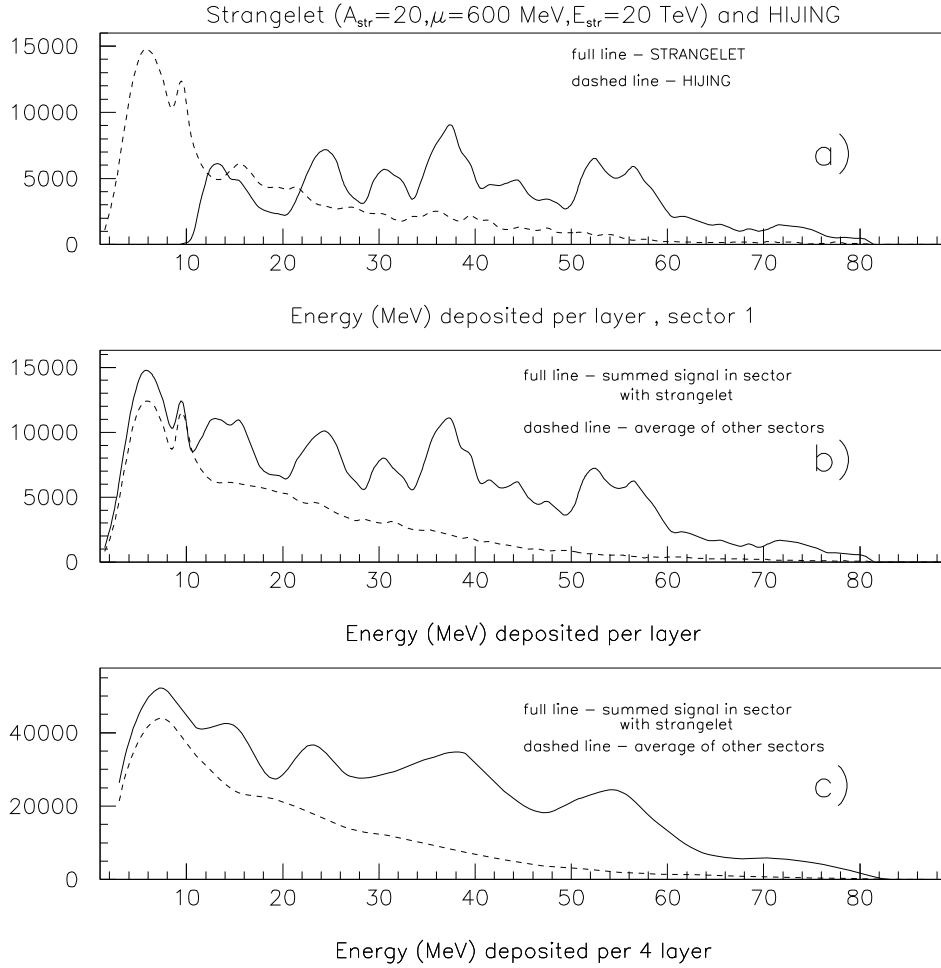 Strangelet (A_str=20,μ=600 MeV,E_str=20 TeV) and HIJING
15000
10000
5000
0
full line – STRANGELET
dashed line – HIJING
a)
10 20 30 40 50 60 70 80
Energy (MeV) deposited per layer , sector 1
15000
10000
5000
0
full line – summed signal in sector
with strangelet
dashed line – average of other sectors
b)
10 20 30 40 50 60 70 80
Energy (MeV) deposited per layer
40000
20000
0
full line – summed signal in sector
with strangelet
dashed line – average of other sectors
c)
10 20 30 40 50 60 70 80
Energy (MeV) deposited per 4 layer